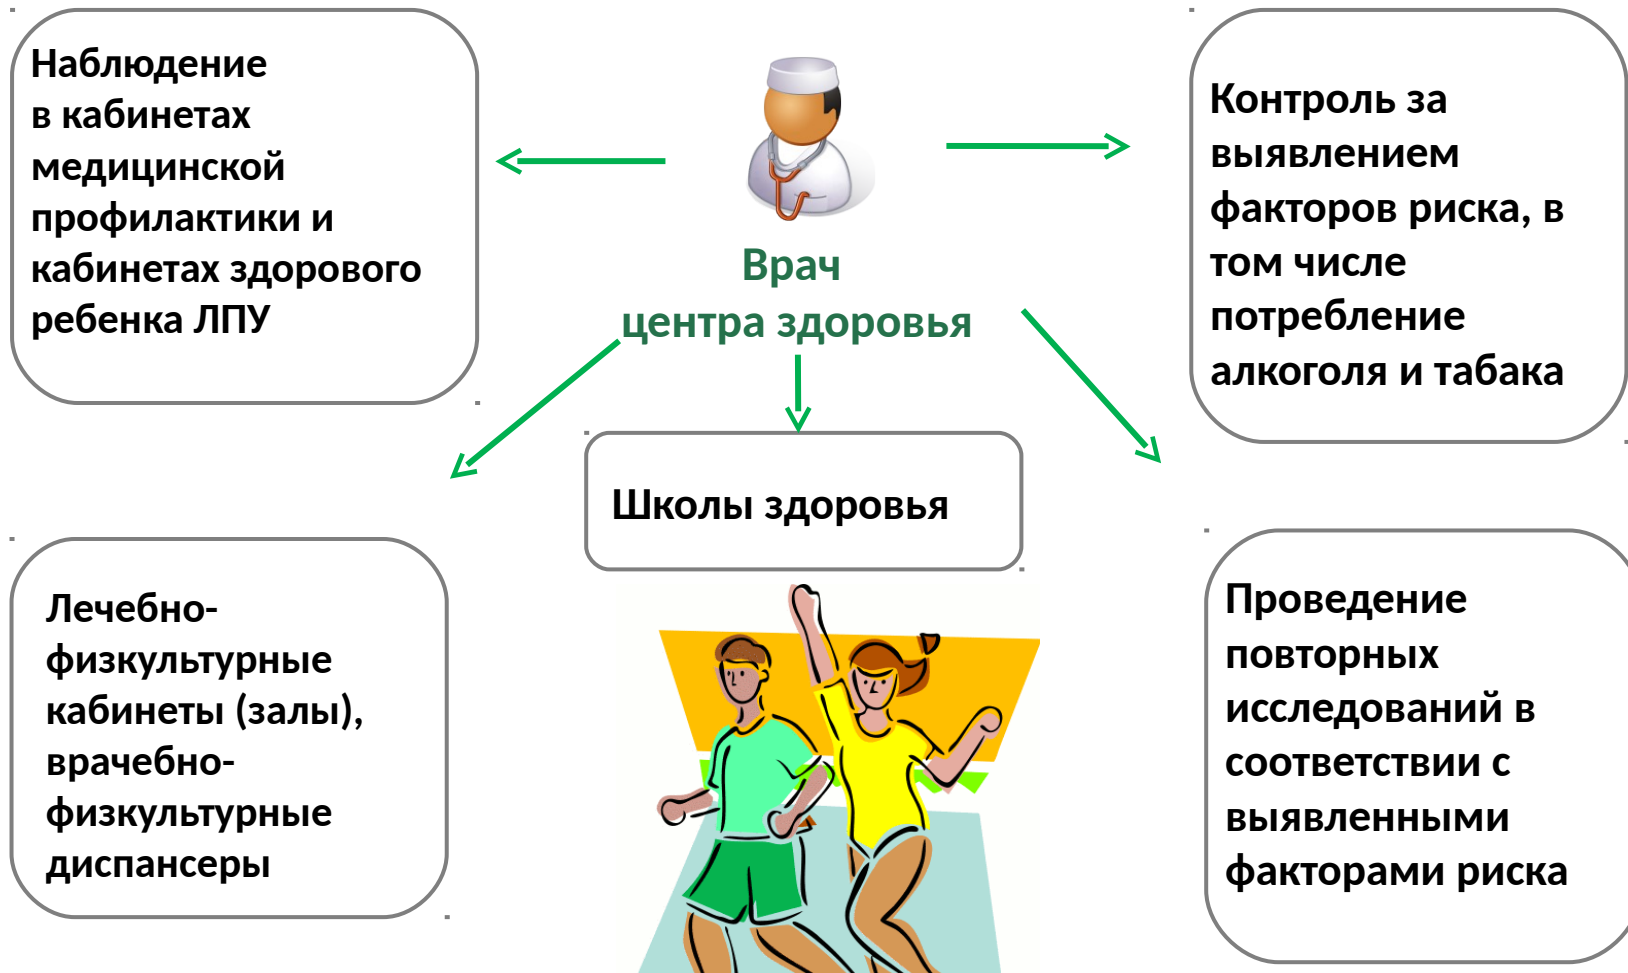 Наблюдение
в кабинетах
медицинской
профилактики и
кабинетах здорового
ребенка ЛПУ
Врач
центра здоровья
Контроль за
выявлением
факторов риска, в
том числе
потребление
алкоголя и табака
Школы здоровья
Лечебно-
физкультурные
кабинеты (залы),
врачебно-
физкультурные
диспансеры
Проведение
повторных
исследований в
соответствии с
выявленными
факторами риска